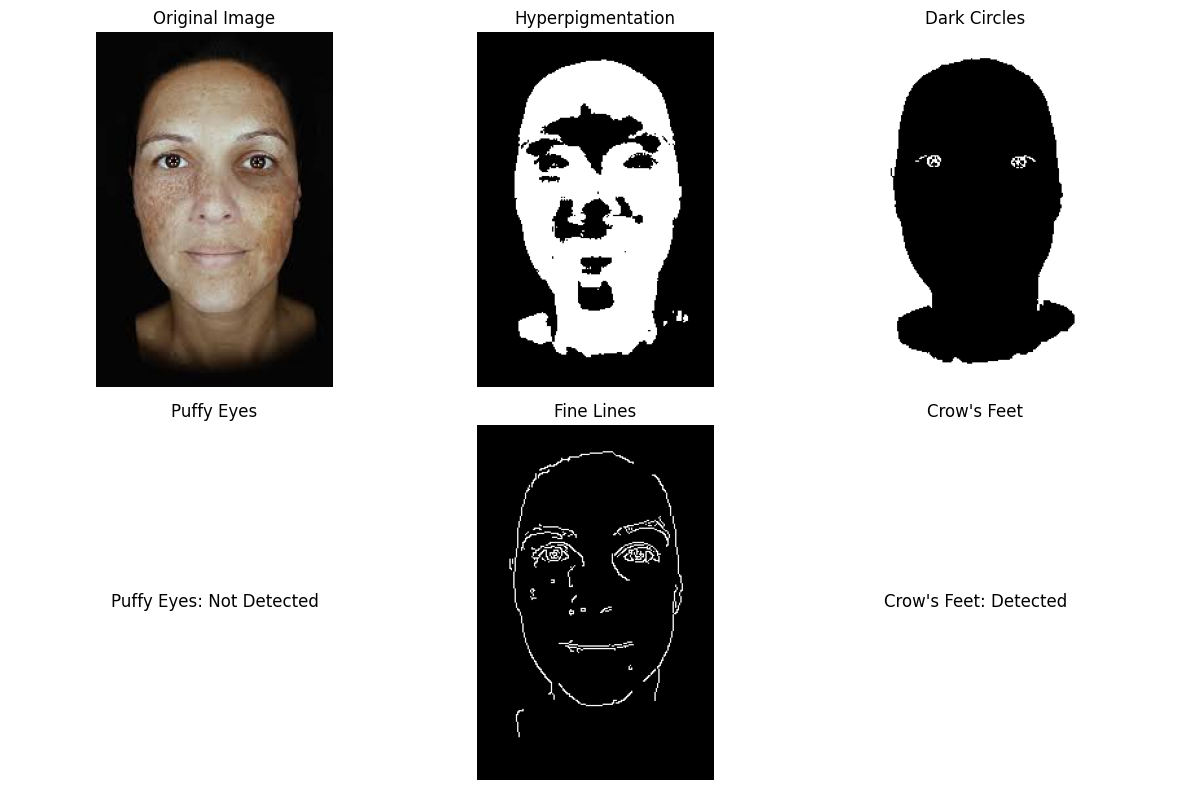 Original Image
Hyperpigmentation
Dark Circles
Puffy Eyes
Fine Lines
Crow's Feet
Puffy Eyes: Not Detected
Crow's Feet: Detected